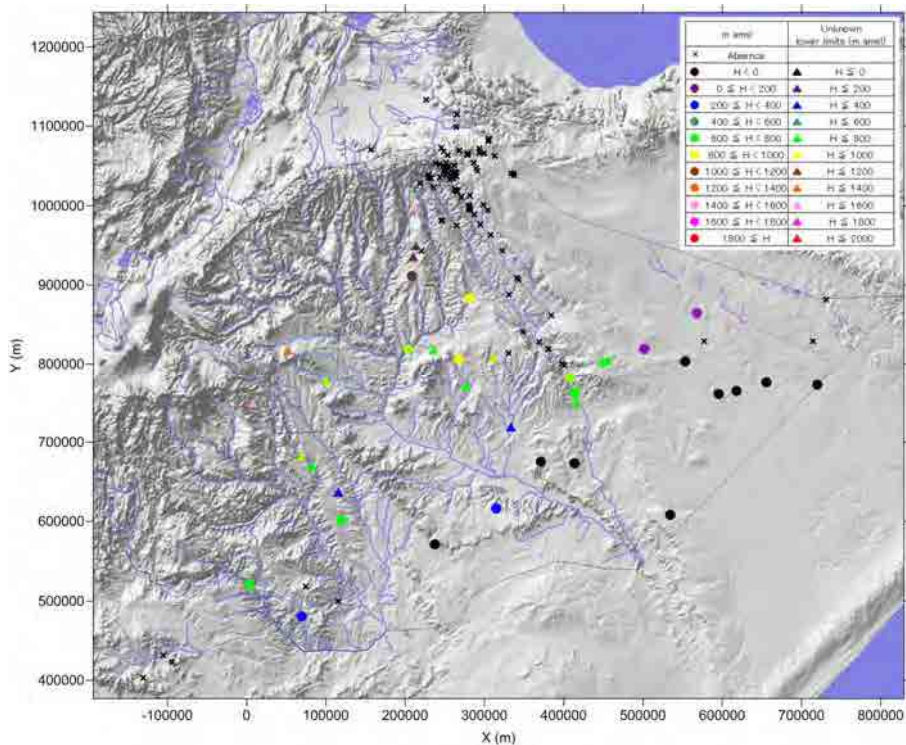 m amsl Unknown lower limits (m amsl)
× Absence
H < 0 H ≦ 0
0 ≦ H < 200 H ≦ 200
200 ≦ H < 400 H ≦ 400
400 ≦ H < 600 H ≦ 600
600 ≦ H < 800 H ≦ 800
800 ≦ H < 1000 H ≦ 1000
1000 ≦ H < 1200 H ≦ 1200
1200 ≦ H < 1400 H ≦ 1400
1400 ≦ H < 1600 H ≦ 1600
1600 ≦ H < 1800 H ≦ 1800
1800 ≦ H H ≦ 2000
1200000
1100000
1000000
900000
800000
700000
600000
500000
400000
Y (m)
-100000 0 100000 200000 300000 400000 500000 600000 700000 800000
X (m)